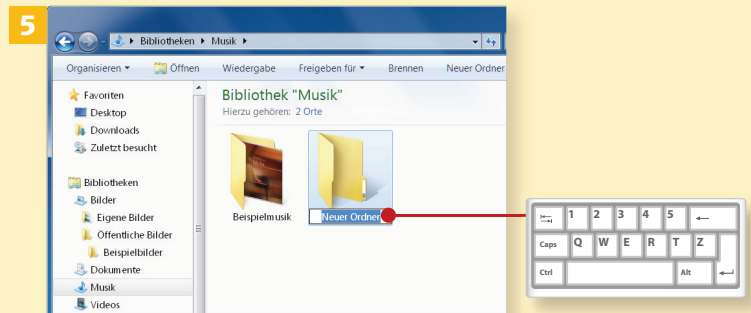 5
Bibliotheken Musik
Organisieren Öffnen Wiedergabe Freigeben für Brennen Neuer Ordner
Favoriten
Desktop
Downloads
Zuletzt besucht
Bibliotheken
Bilder
Eigene Bilder
Öffentliche Bilder
Beispielbilder
Dokumente
Musik
Videos
Bibliothek "Musik"
Hierzu gehören: 2 Orte
Beispielmusik Neuer Ordner
1 2 3 4 5
Caps Q W E R T Z
Ctrl Alt